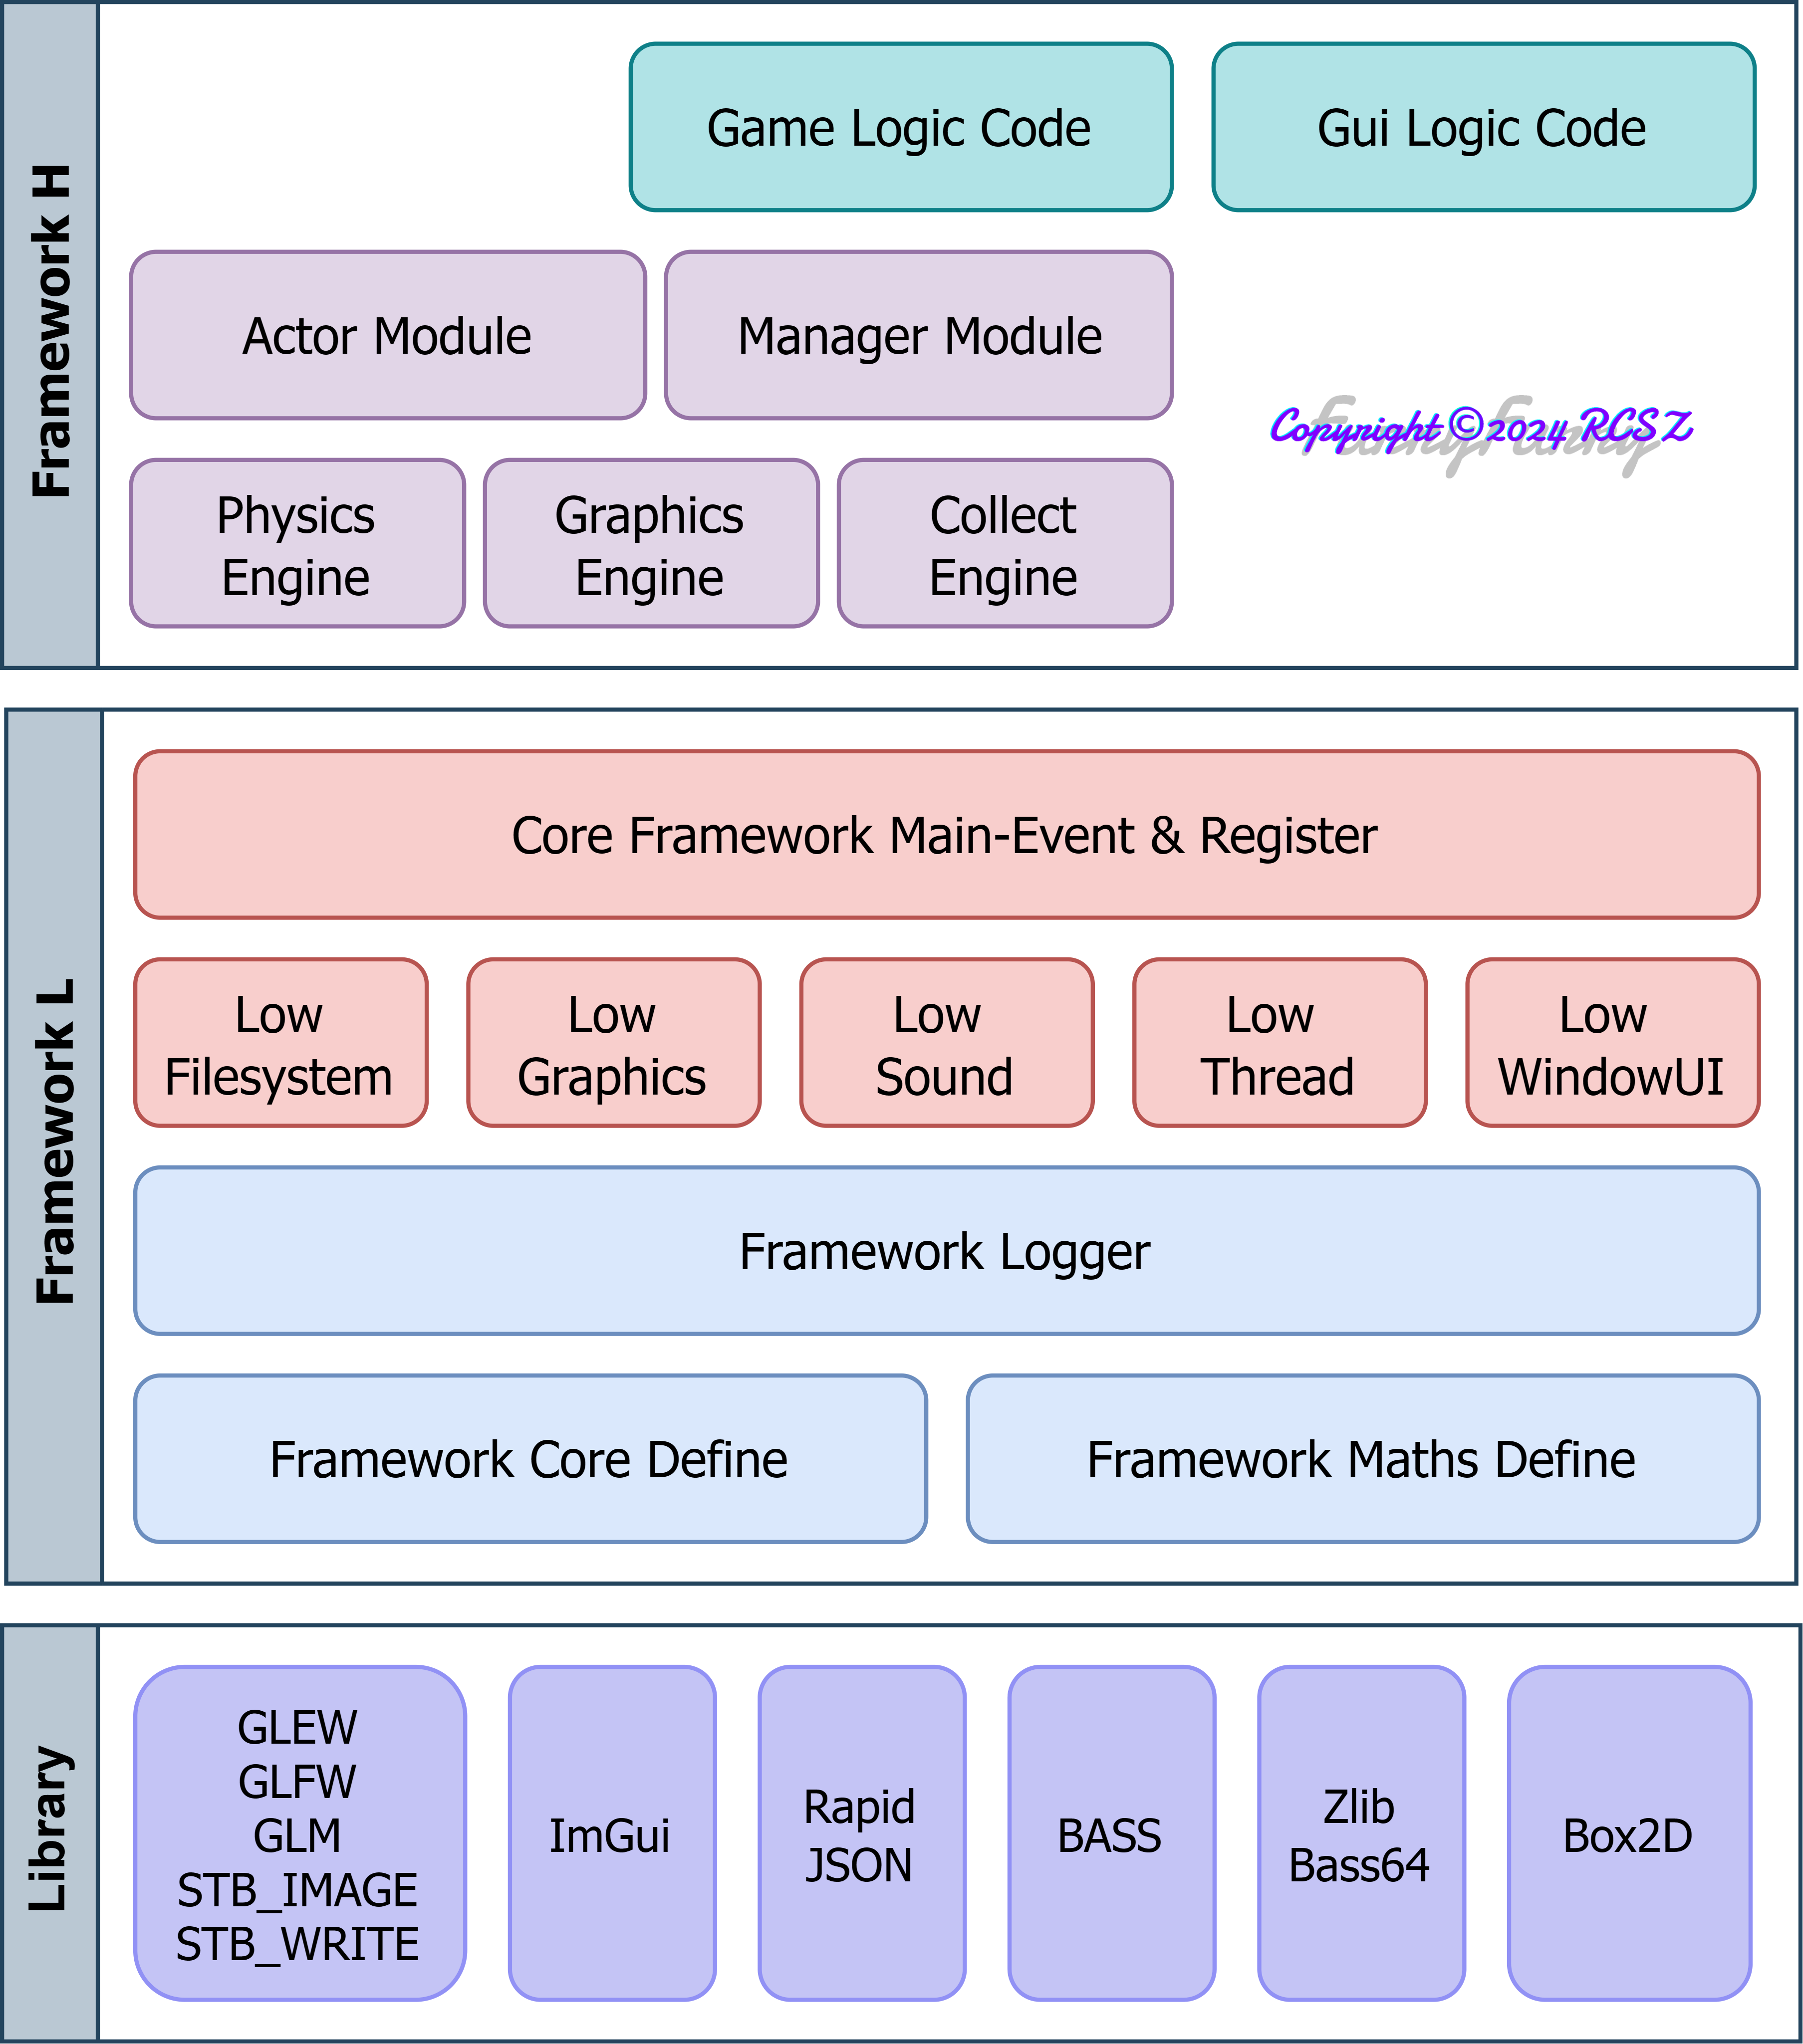 Framework H
Game Logic Code
Gui Logic Code
Actor Module
Manager Module
Copyright ©2024 RCSZ
Physics
Engine
Graphics
Engine
Collect
Engine
Framework L
Core Framework Main-Event & Register
Low
Filesystem
Low
Graphics
Low
Sound
Low
Thread
Low
WindowUI
Framework Logger
Framework Core Define
Framework Maths Define
Library
GLEW
GLFW
GLM
STB_IMAGE
STB_WRITE
ImGui
Rapid
JSON
BASS
Zlib
Bass64
Box2D